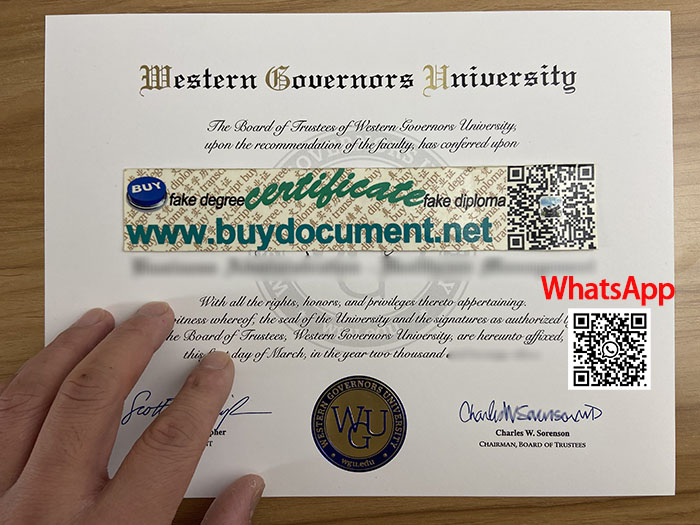 Western Governors University
The Board of Trustees of Western Governors University,
upon the recommendation of the faculty, has conferred upon
BUY
fake degree certificate fake diploma
www.buydocument.net
WhatsApp
With all the rights, honors, and privileges thereto appertaining.
witness whereof, the seal of the University and the signatures as authorized
the Board of Trustees, Western Governors University, are hereunto affixed,
this first day of March, in the year two thousand
WESTERN GOVERNORS UNIVERSITY
WGU
wgu.edu
Charles W. Sorenson
CHAIRMAN, BOARD OF TRUSTEES